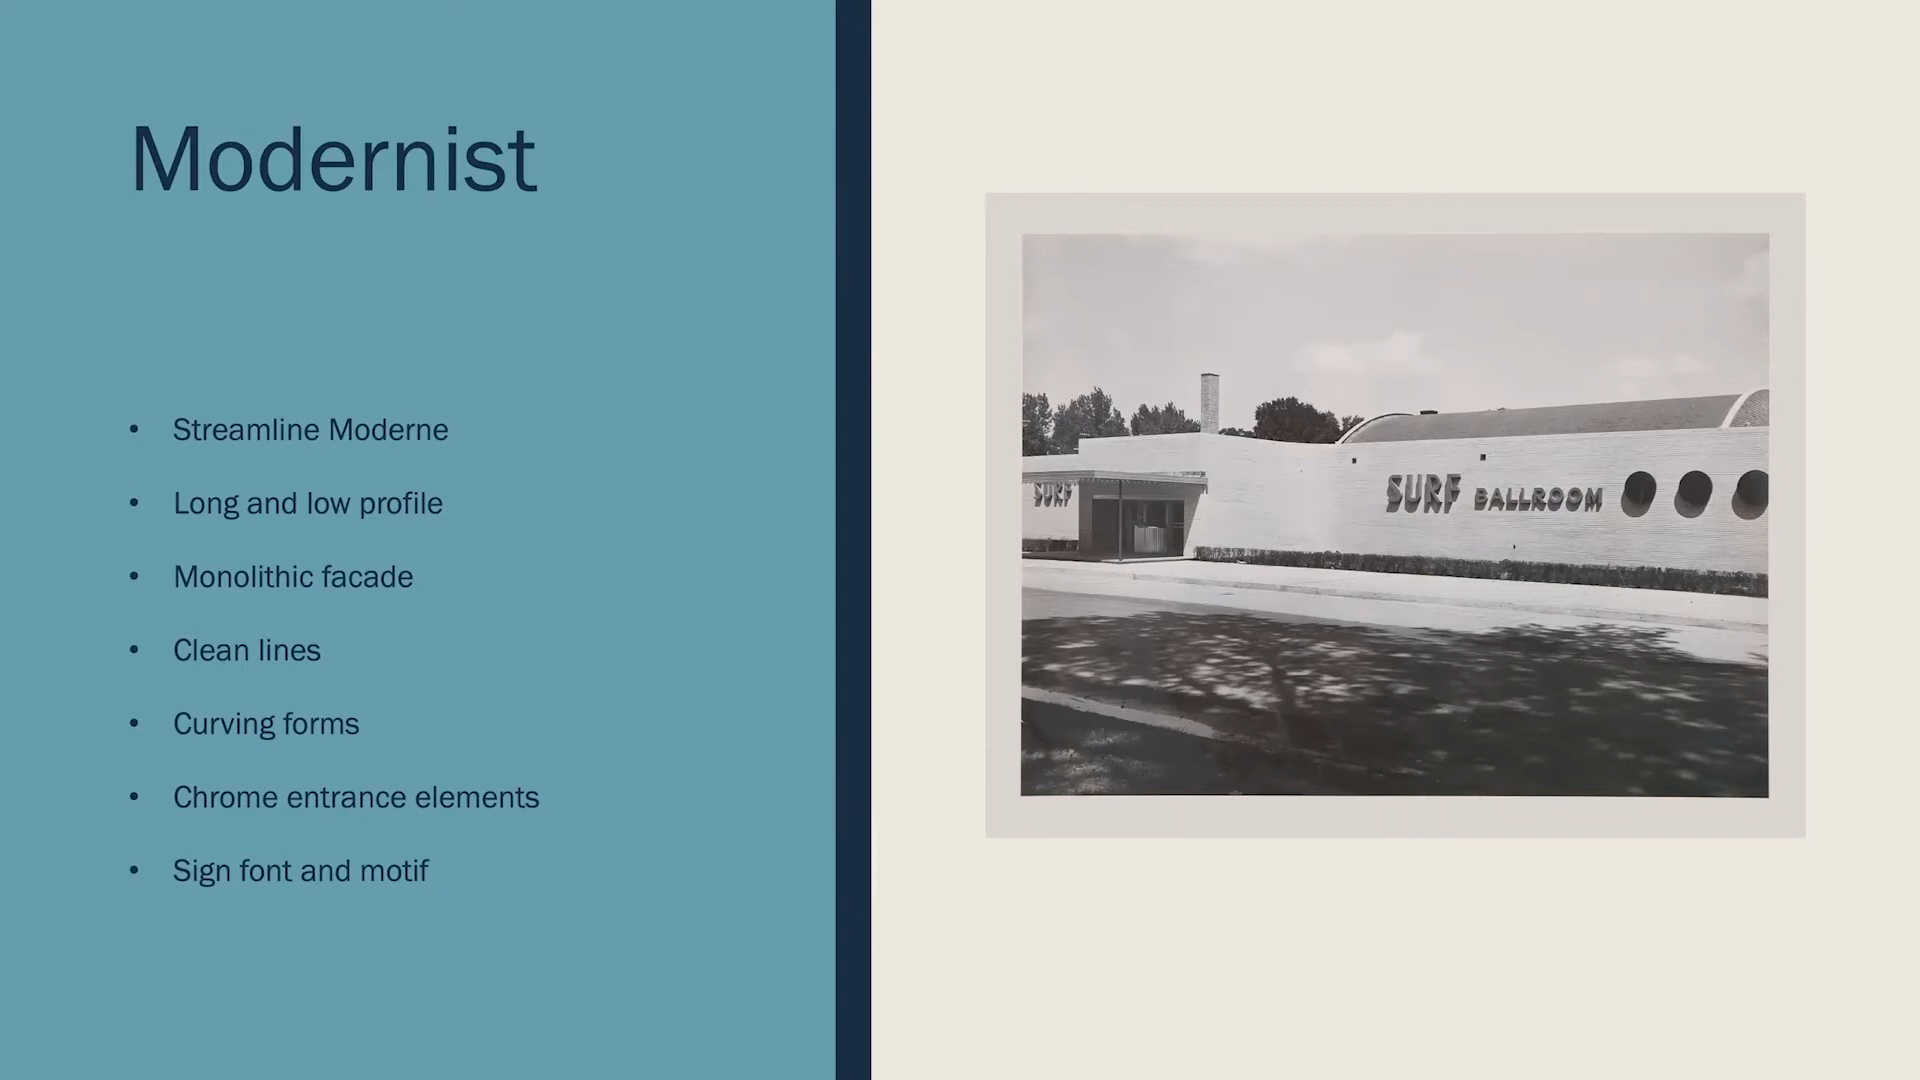 Modernist
• Streamline Moderne
• Long and low profile
• Monolithic facade
• Clean lines
• Curving forms
• Chrome entrance elements
• Sign font and motif
SURF
SURF BALLROOM